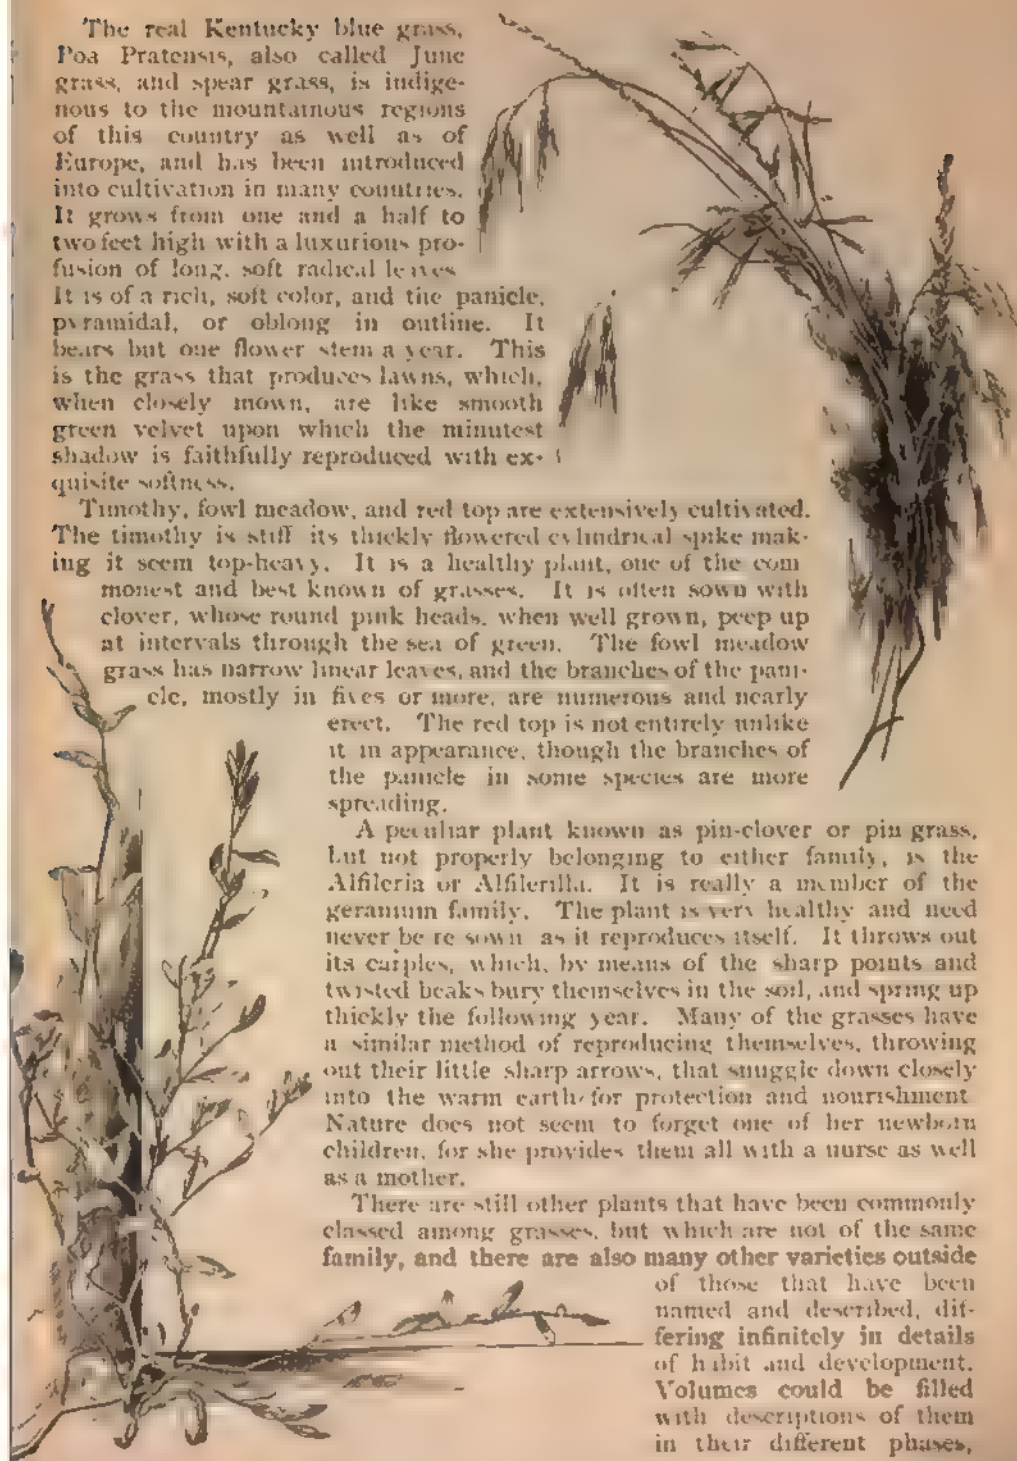 The real Kentucky blue grass,
Poa Pratensis, also called June
grass, and spear grass, is indige-
nous to the mountainous regions
of this country as well as of
Europe, and has been introduced
into cultivation in many countries.
It grows from one and a half to
two feet high with a luxurious pro-
fusion of long, soft radical leaves
It is of a rich, soft color, and the panicle,
pyramidal, or oblong in outline. It
bears but one flower stem a year. This
is the grass that produces lawns, which,
when closely mown, are like smooth
green velvet upon which the minutest
shadow is faithfully reproduced with ex-
quisite softness.
Timothy, fowl meadow, and red top are extensively cultivated.
The timothy is stiff its thickly flowered cylindrical spike mak-
ing it seem top-heavy. It is a healthy plant, one of the com
monest and best known of grasses. It is often sown with
clover, whose round pink heads, when well grown, peep up
at intervals through the sea of green. The fowl meadow
grass has narrow linear leaves, and the branches of the pani-
cle, mostly in fives or more, are numerous and nearly
erect. The red top is not entirely unlike
it in appearance, though the branches of
the panicle in some species are more
spreading.
A peculiar plant known as pin-clover or pin grass,
but not properly belonging to either family, is the
Alfileria or Alfilerilla. It is really a member of the
geranium family. The plant is very healthy and need
never be re sown as it reproduces itself. It throws out
its carples, which, by means of the sharp points and
twisted beaks bury themselves in the soil, and spring up
thickly the following year. Many of the grasses have
a similar method of reproducing themselves, throwing
out their little sharp arrows, that snuggle down closely
into the warm earth for protection and nourishment
Nature does not seem to forget one of her newborn
children, for she provides them all with a nurse as well
as a mother.
There are still other plants that have been commonly
classed among grasses, but which are not of the same
family, and there are also many other varieties outside
of those that have been
named and described, dif-
fering infinitely in details
of habit and development.
Volumes could be filled
with descriptions of them
in their different phases,